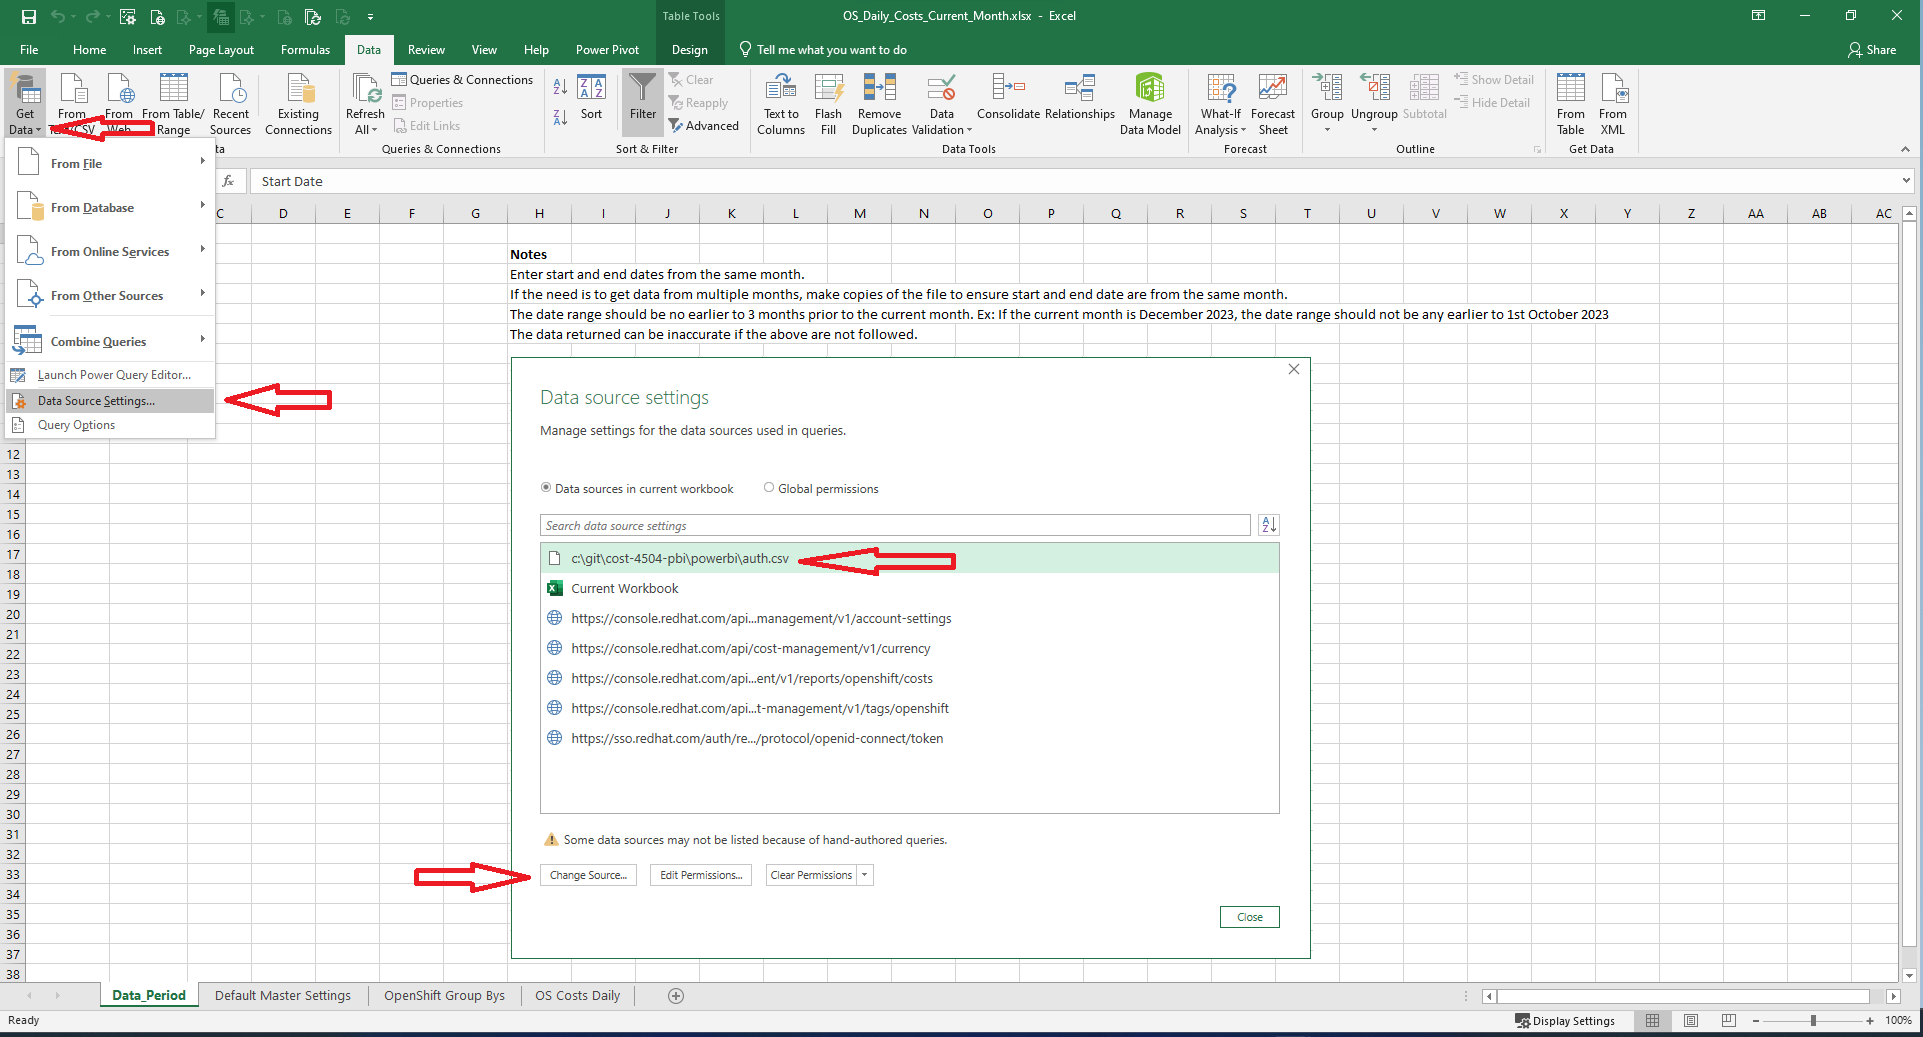 Table Tools
OS_Daily_Costs_Current_Month.xlsx - Excel
File Home Insert Page Layout Formulas Data Review View Help Power Pivot Design Tell me what you want to do Share
Get Data
From
From
From Table/ Range
Recent Sources
Existing Connections
Refresh All
Queries & Connections
Properties
Edit Links
Queries & Connections
Sort
Filter
Clear
Reapply
Advanced
Sort & Filter
Text to Columns
Flash Fill
Remove Duplicates
Data Validation
Consolidate
Relationships
Manage Data Model
Data Tools
What-If Analysis
Forecast Sheet
Forecast
Group
Ungroup
Subtotal
Show Detail
Hide Detail
Outline
From Table
From XML
Get Data
From File
From Database
From Online Services
From Other Sources
Combine Queries
Launch Power Query Editor...
Data Source Settings...
Query Options
fx Start Date
C D E F G H I J K L M N O P Q R S T U V W X Y Z AA AB AC
Notes
Enter start and end dates from the same month.
If the need is to get data from multiple months, make copies of the file to ensure start and end date are from the same month.
The date range should be no earlier to 3 months prior to the current month. Ex: If the current month is December 2023, the date range should not be any earlier to 1st October 2023
The data returned can be inaccurate if the above are not followed.
Data source settings
Manage settings for the data sources used in queries.
Data sources in current workbook Global permissions
Search data source settings
c:\git\cost-4504-pbi\powerbi\auth.csv
Current Workbook
https://console.redhat.com/api...management/v1/account-settings
https://console.redhat.com/api/cost-management/v1/currency
https://console.redhat.com/api...ent/v1/reports/openshift/costs
https://console.redhat.com/api...t-management/v1/tags/openshift
https://sso.redhat.com/auth/re.../protocol/openid-connect/token
Some data sources may not be listed because of hand-authored queries.
Change Source... Edit Permissions... Clear Permissions
Close
12
13
14
15
16
17
18
19
20
21
22
23
24
25
26
27
28
29
30
31
32
33
34
35
36
37
38
Data_Period Default Master Settings OpenShift Group Bys OS Costs Daily
Ready
Display Settings
100%